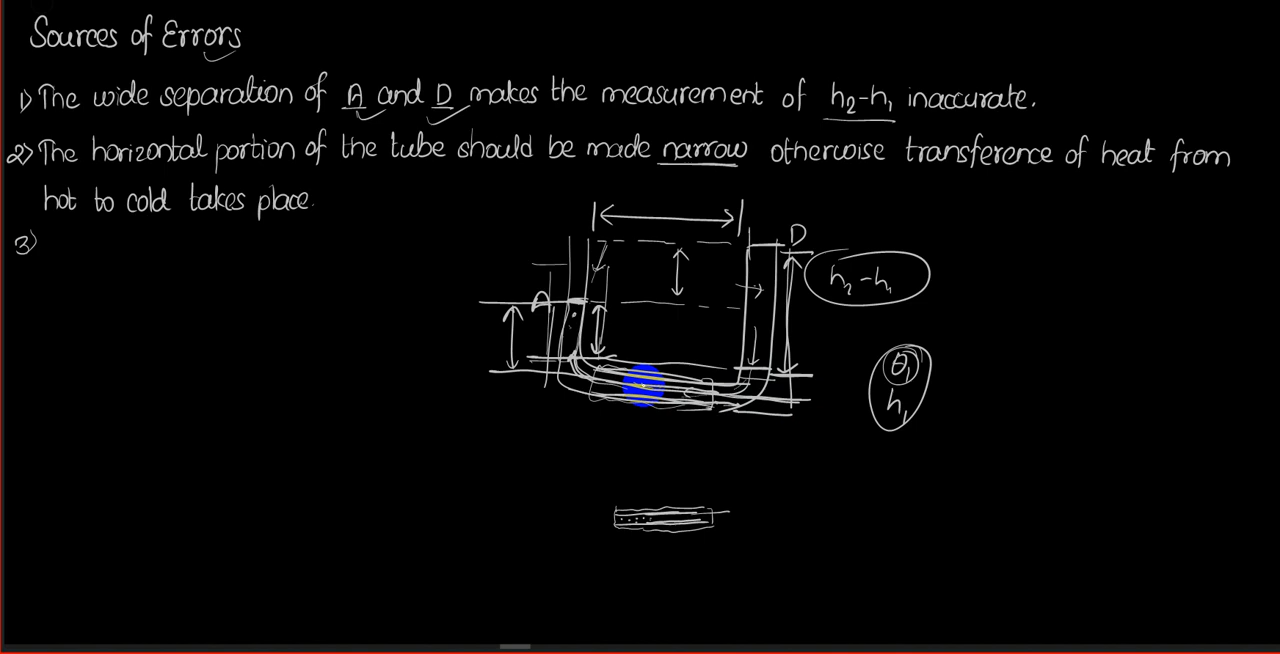 Sources of Errors
1) The wide separation of A and D makes the measurement of h2-h1 inaccurate.
2) The horizontal portion of the tube should be made narrow otherwise transference of heat from
hot to cold takes place.
3)
D
h2-h1
A
θ1
h1